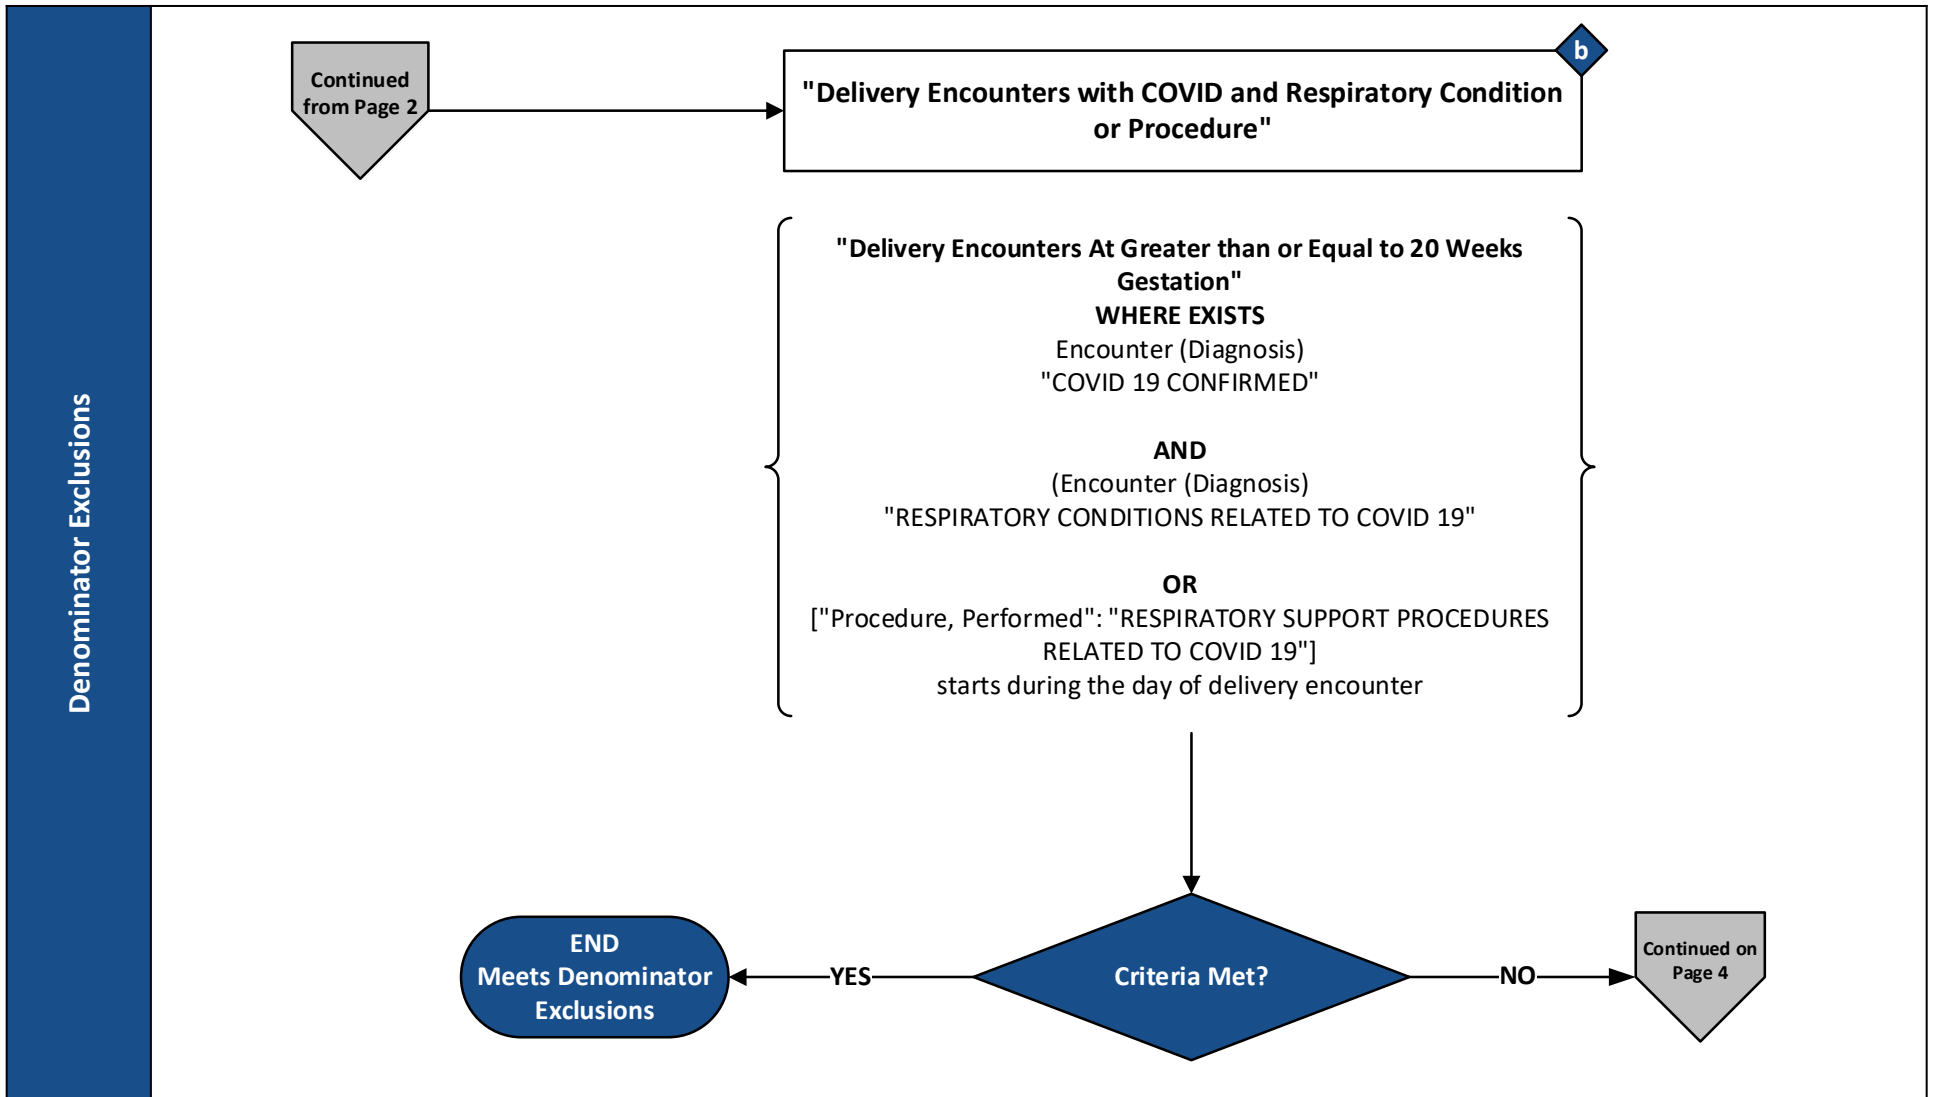 Denominator Exclusions
Continued
from Page 2
b
"Delivery Encounters with COVID and Respiratory Condition
or Procedure"
"Delivery Encounters At Greater than or Equal to 20 Weeks
Gestation"
WHERE EXISTS
Encounter (Diagnosis)
"COVID 19 CONFIRMED"
AND
(Encounter (Diagnosis)
"RESPIRATORY CONDITIONS RELATED TO COVID 19"
OR
["Procedure, Performed": "RESPIRATORY SUPPORT PROCEDURES
RELATED TO COVID 19"]
starts during the day of delivery encounter
END
Meets Denominator
Exclusions
YES
Criteria Met?
NO
Continued on
Page 4